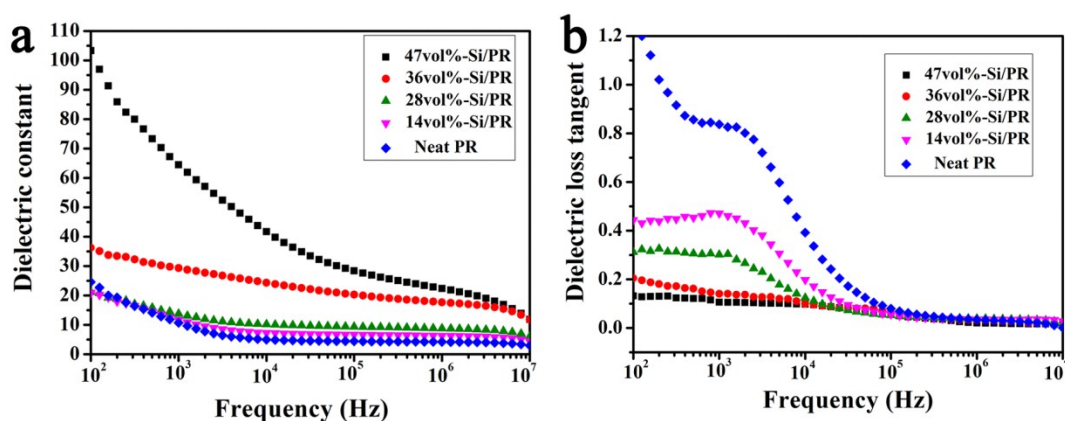 a
110
100
90
80
70
60
50
40
30
20
10
0
Dielectric constant
10² 10³ 10⁴ 10⁵ 10⁶ 10⁷
Frequency (Hz)
47vol%-Si/PR
36vol%-Si/PR
28vol%-Si/PR
14vol%-Si/PR
Neat PR
b
1.2
1.0
0.8
0.6
0.4
0.2
0.0
Dielectric loss tangent
10² 10³ 10⁴ 10⁵ 10⁶ 10⁷
Frequency (Hz)
47vol%-Si/PR
36vol%-Si/PR
28vol%-Si/PR
14vol%-Si/PR
Neat PR